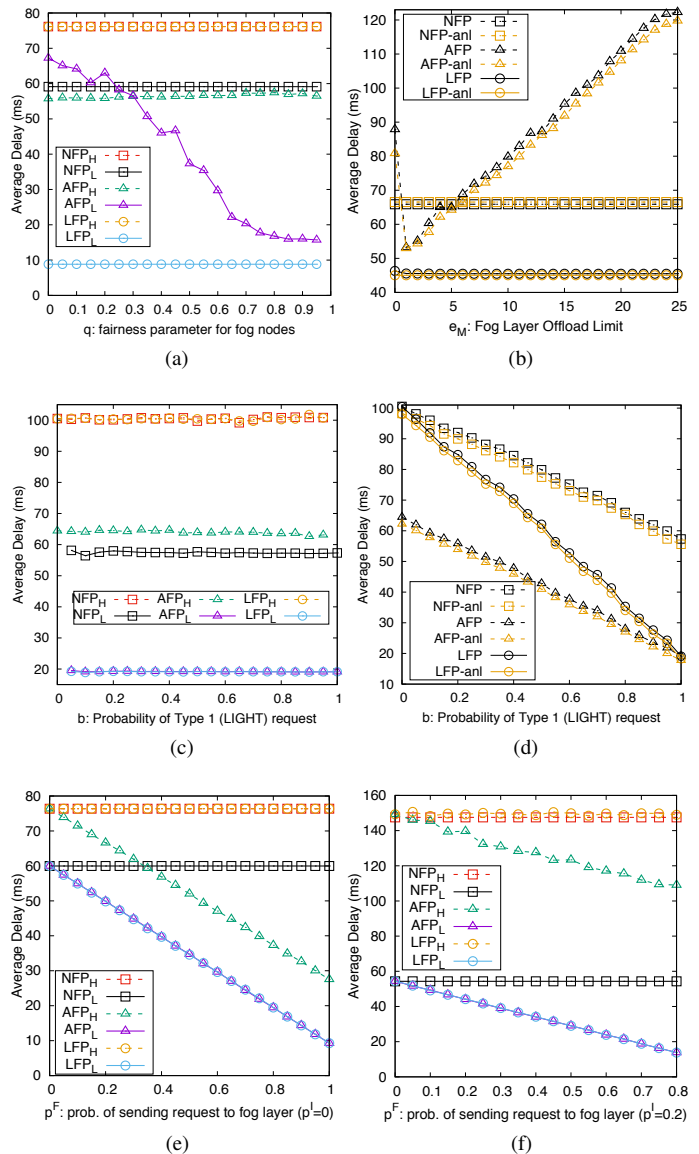 80
70
60
50
40
30
20
10
0
Average Delay (ms)
NFP_H
NFP_L
AFP_H
AFP_L
LFP_H
LFP_L
0 0.1 0.2 0.3 0.4 0.5 0.6 0.7 0.8 0.9 1
q: fairness parameter for fog nodes
(a)
120
110
100
90
80
70
60
50
40
Average Delay (ms)
NFP
NFP-anl
AFP
AFP-anl
LFP
LFP-anl
0 5 10 15 20 25
e_M: Fog Layer Offload Limit
(b)
100
90
80
70
60
50
40
30
20
Average Delay (ms)
NFP_H AFP_H LFP_H
NFP_L AFP_L LFP_L
0 0.2 0.4 0.6 0.8 1
b: Probability of Type 1 (LIGHT) request
(c)
100
90
80
70
60
50
40
30
20
10
Average Delay (ms)
NFP
NFP-anl
AFP
AFP-anl
LFP
LFP-anl
0 0.2 0.4 0.6 0.8 1
b: Probability of Type 1 (LIGHT) request
(d)
80
70
60
50
40
30
20
10
0
Average Delay (ms)
NFP_H
NFP_L
AFP_H
AFP_L
LFP_H
LFP_L
0 0.2 0.4 0.6 0.8 1
p^F: prob. of sending request to fog layer (p^I=0)
(e)
160
140
120
100
80
60
40
20
0
Average Delay (ms)
NFP_H
NFP_L
AFP_H
AFP_L
LFP_H
LFP_L
0 0.1 0.2 0.3 0.4 0.5 0.6 0.7 0.8
p^F: prob. of sending request to fog layer (p^I=0.2)
(f)